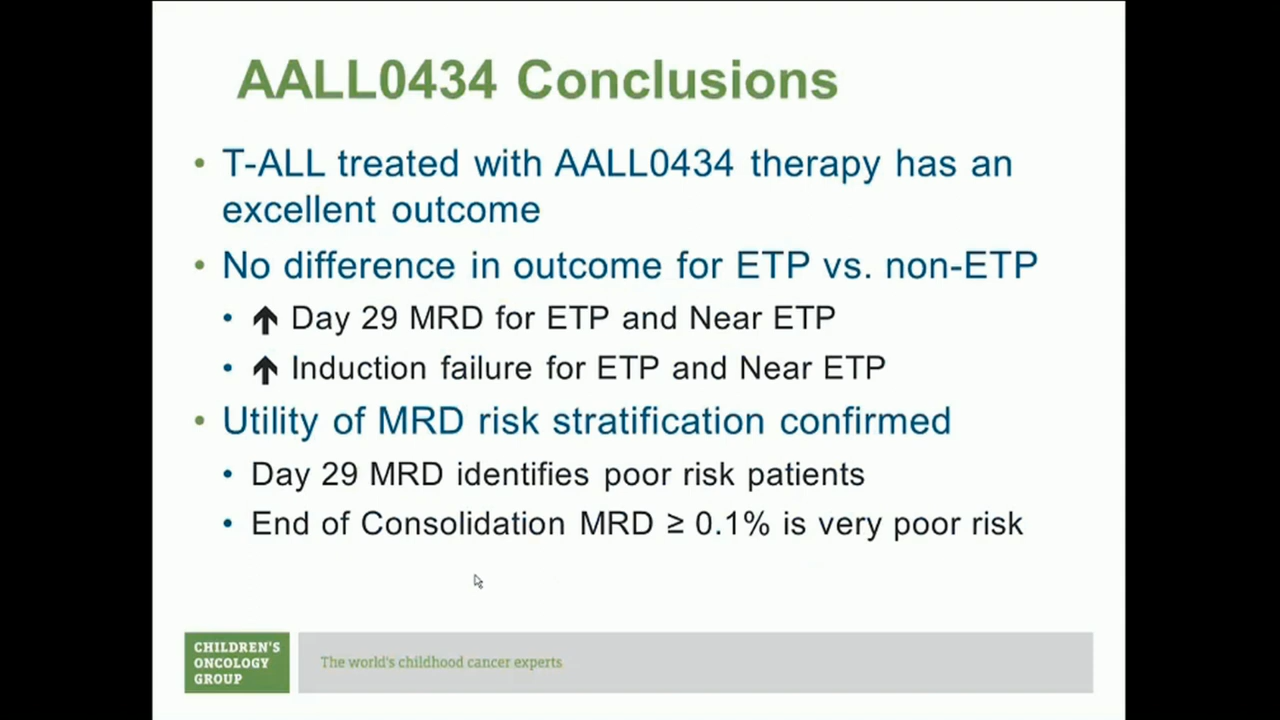 AALL0434 Conclusions
• T-ALL treated with AALL0434 therapy has an
excellent outcome
• No difference in outcome for ETP vs. non-ETP
• ↑ Day 29 MRD for ETP and Near ETP
• ↑ Induction failure for ETP and Near ETP
• Utility of MRD risk stratification confirmed
• Day 29 MRD identifies poor risk patients
• End of Consolidation MRD ≥ 0.1% is very poor risk
CHILDREN'S
ONCOLOGY
GROUP
The world's childhood cancer experts